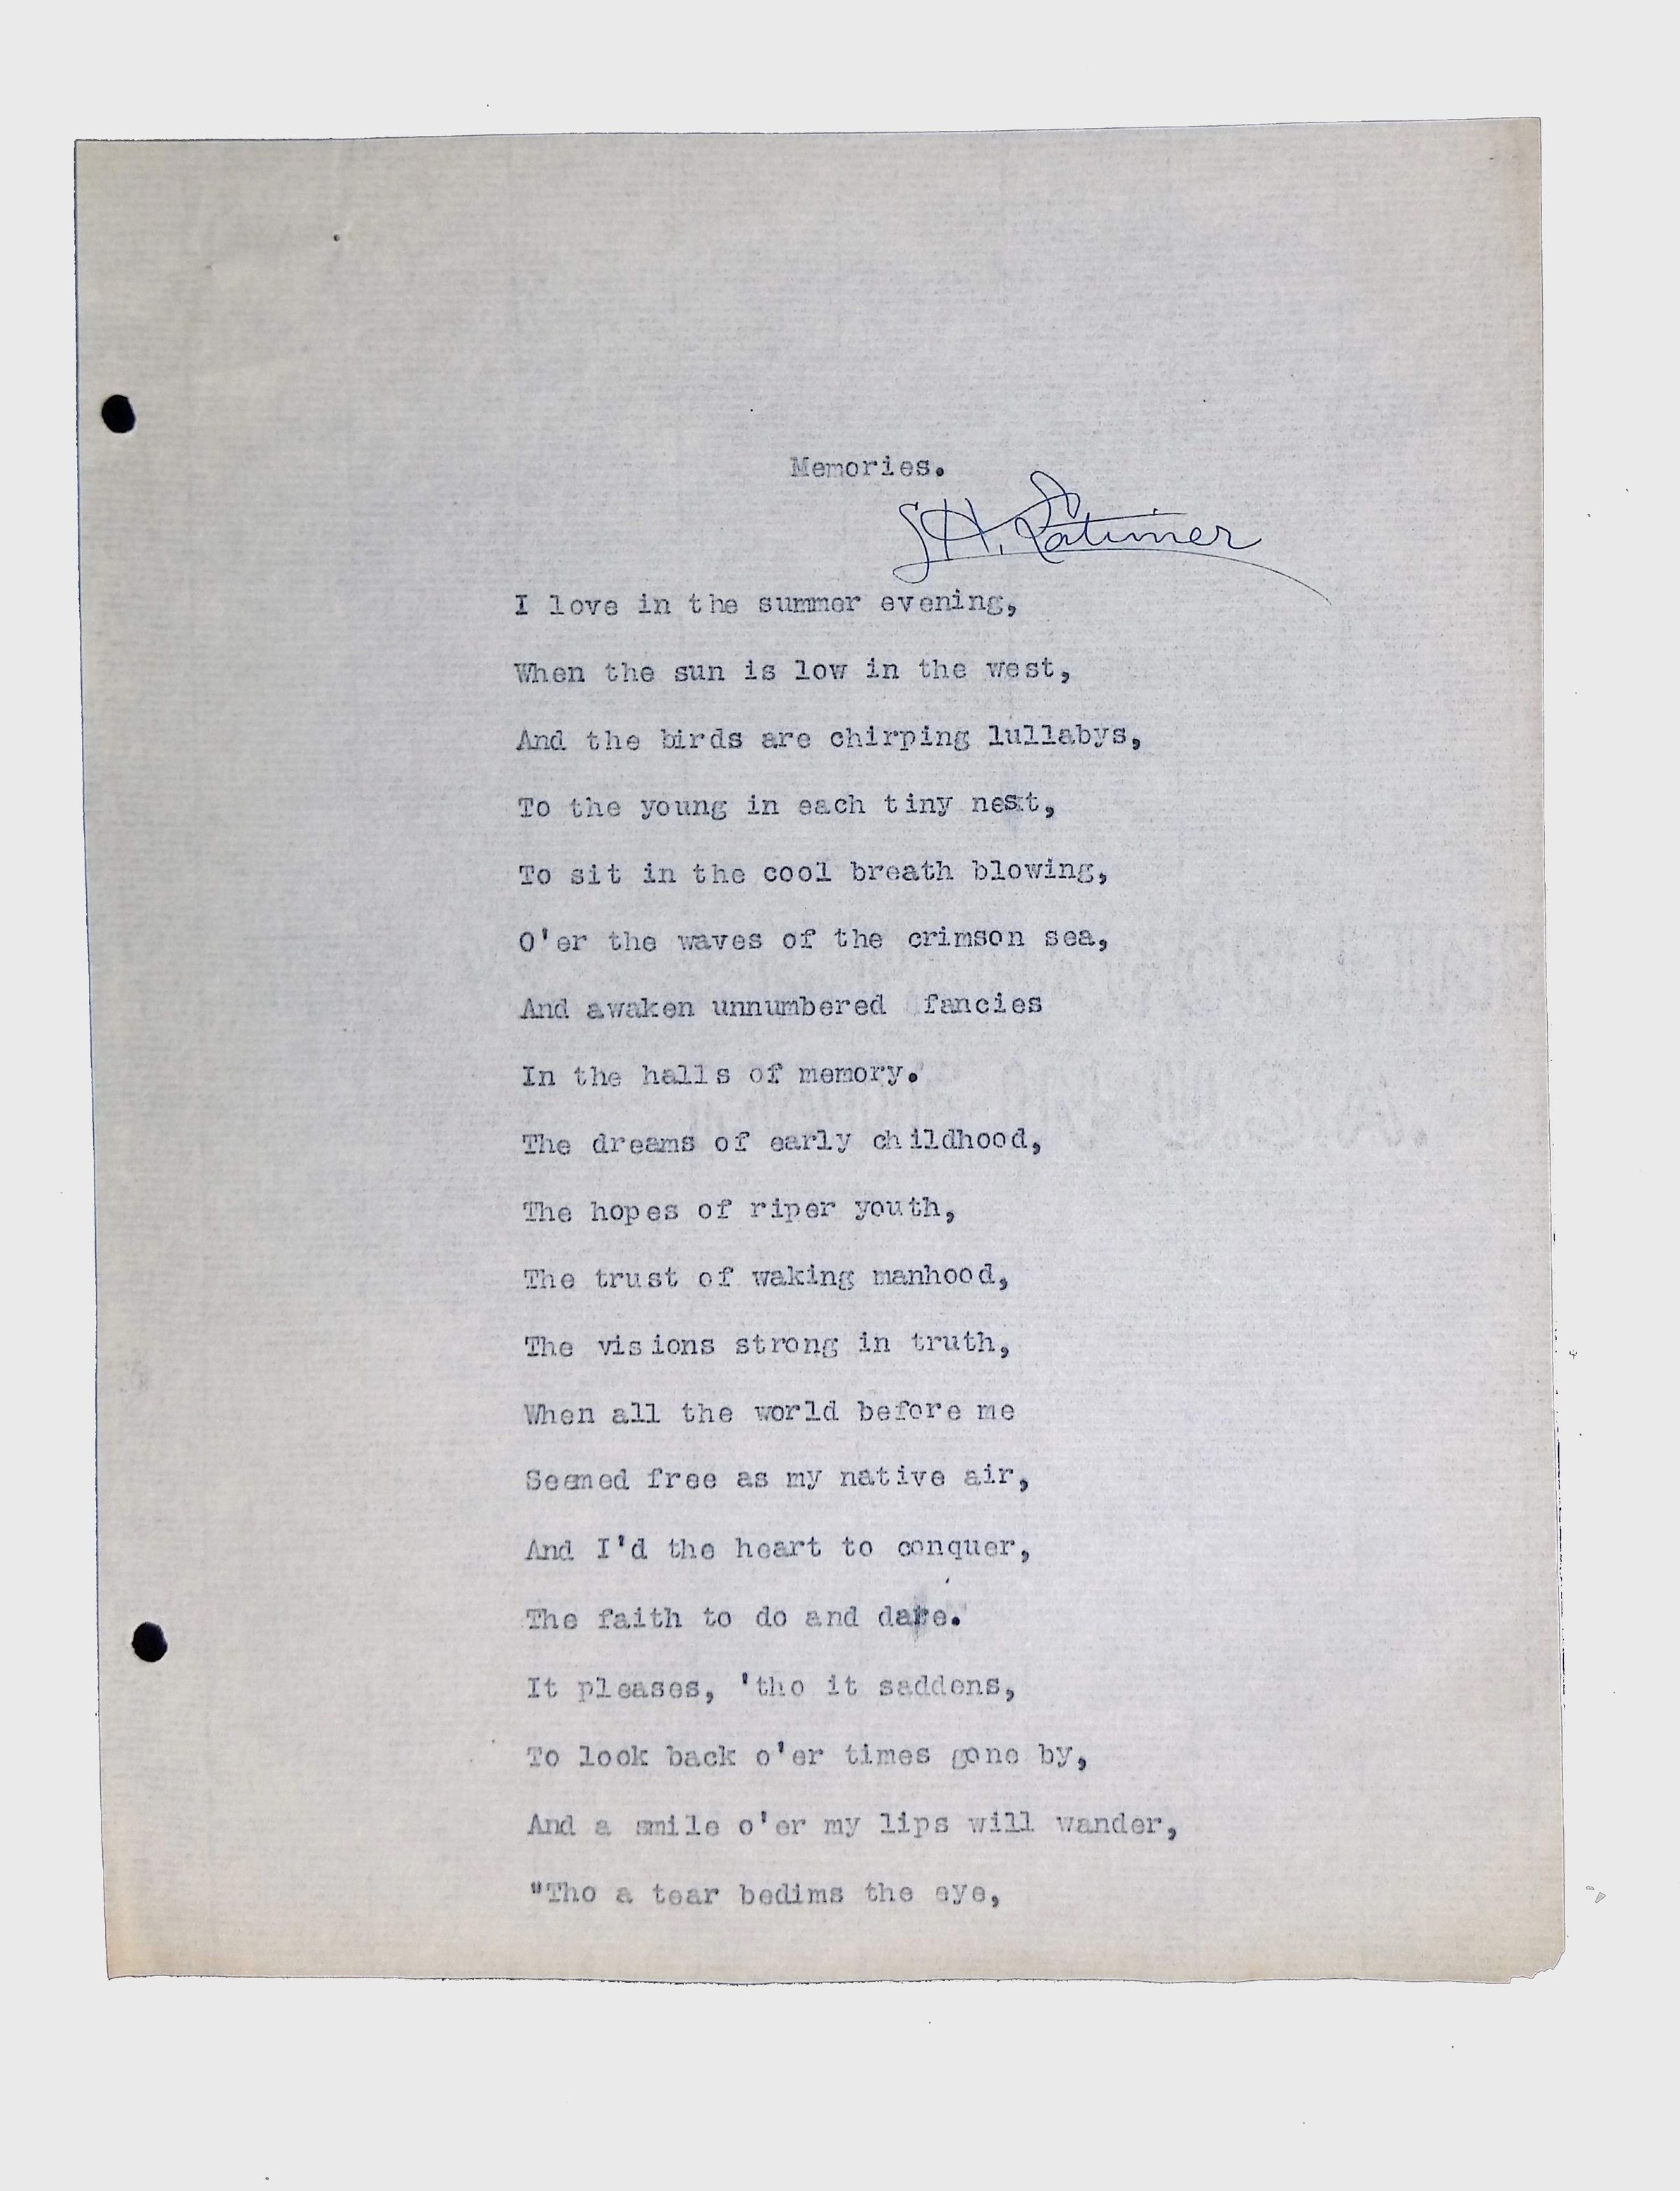 Memories.
L H. Latimer
I love in the summer evening,
When the sun is low in the west,
And the birds are chirping lullabys,
To the young in each tiny nest,
To sit in the cool breath blowing,
O'er the waves of the crimson sea,
And awaken unnumbered fancies
In the halls of memory.
The dreams of early childhood,
The hopes of riper youth,
The trust of waking manhood,
The visions strong in truth,
When all the world before me
Seemed free as my native air,
And I'd the heart to conquer,
The faith to do and dare.
It pleases, 'tho it saddens,
To look back o'er times gone by,
And a smile o'er my lips will wander,
"Tho a tear bedims the eye,